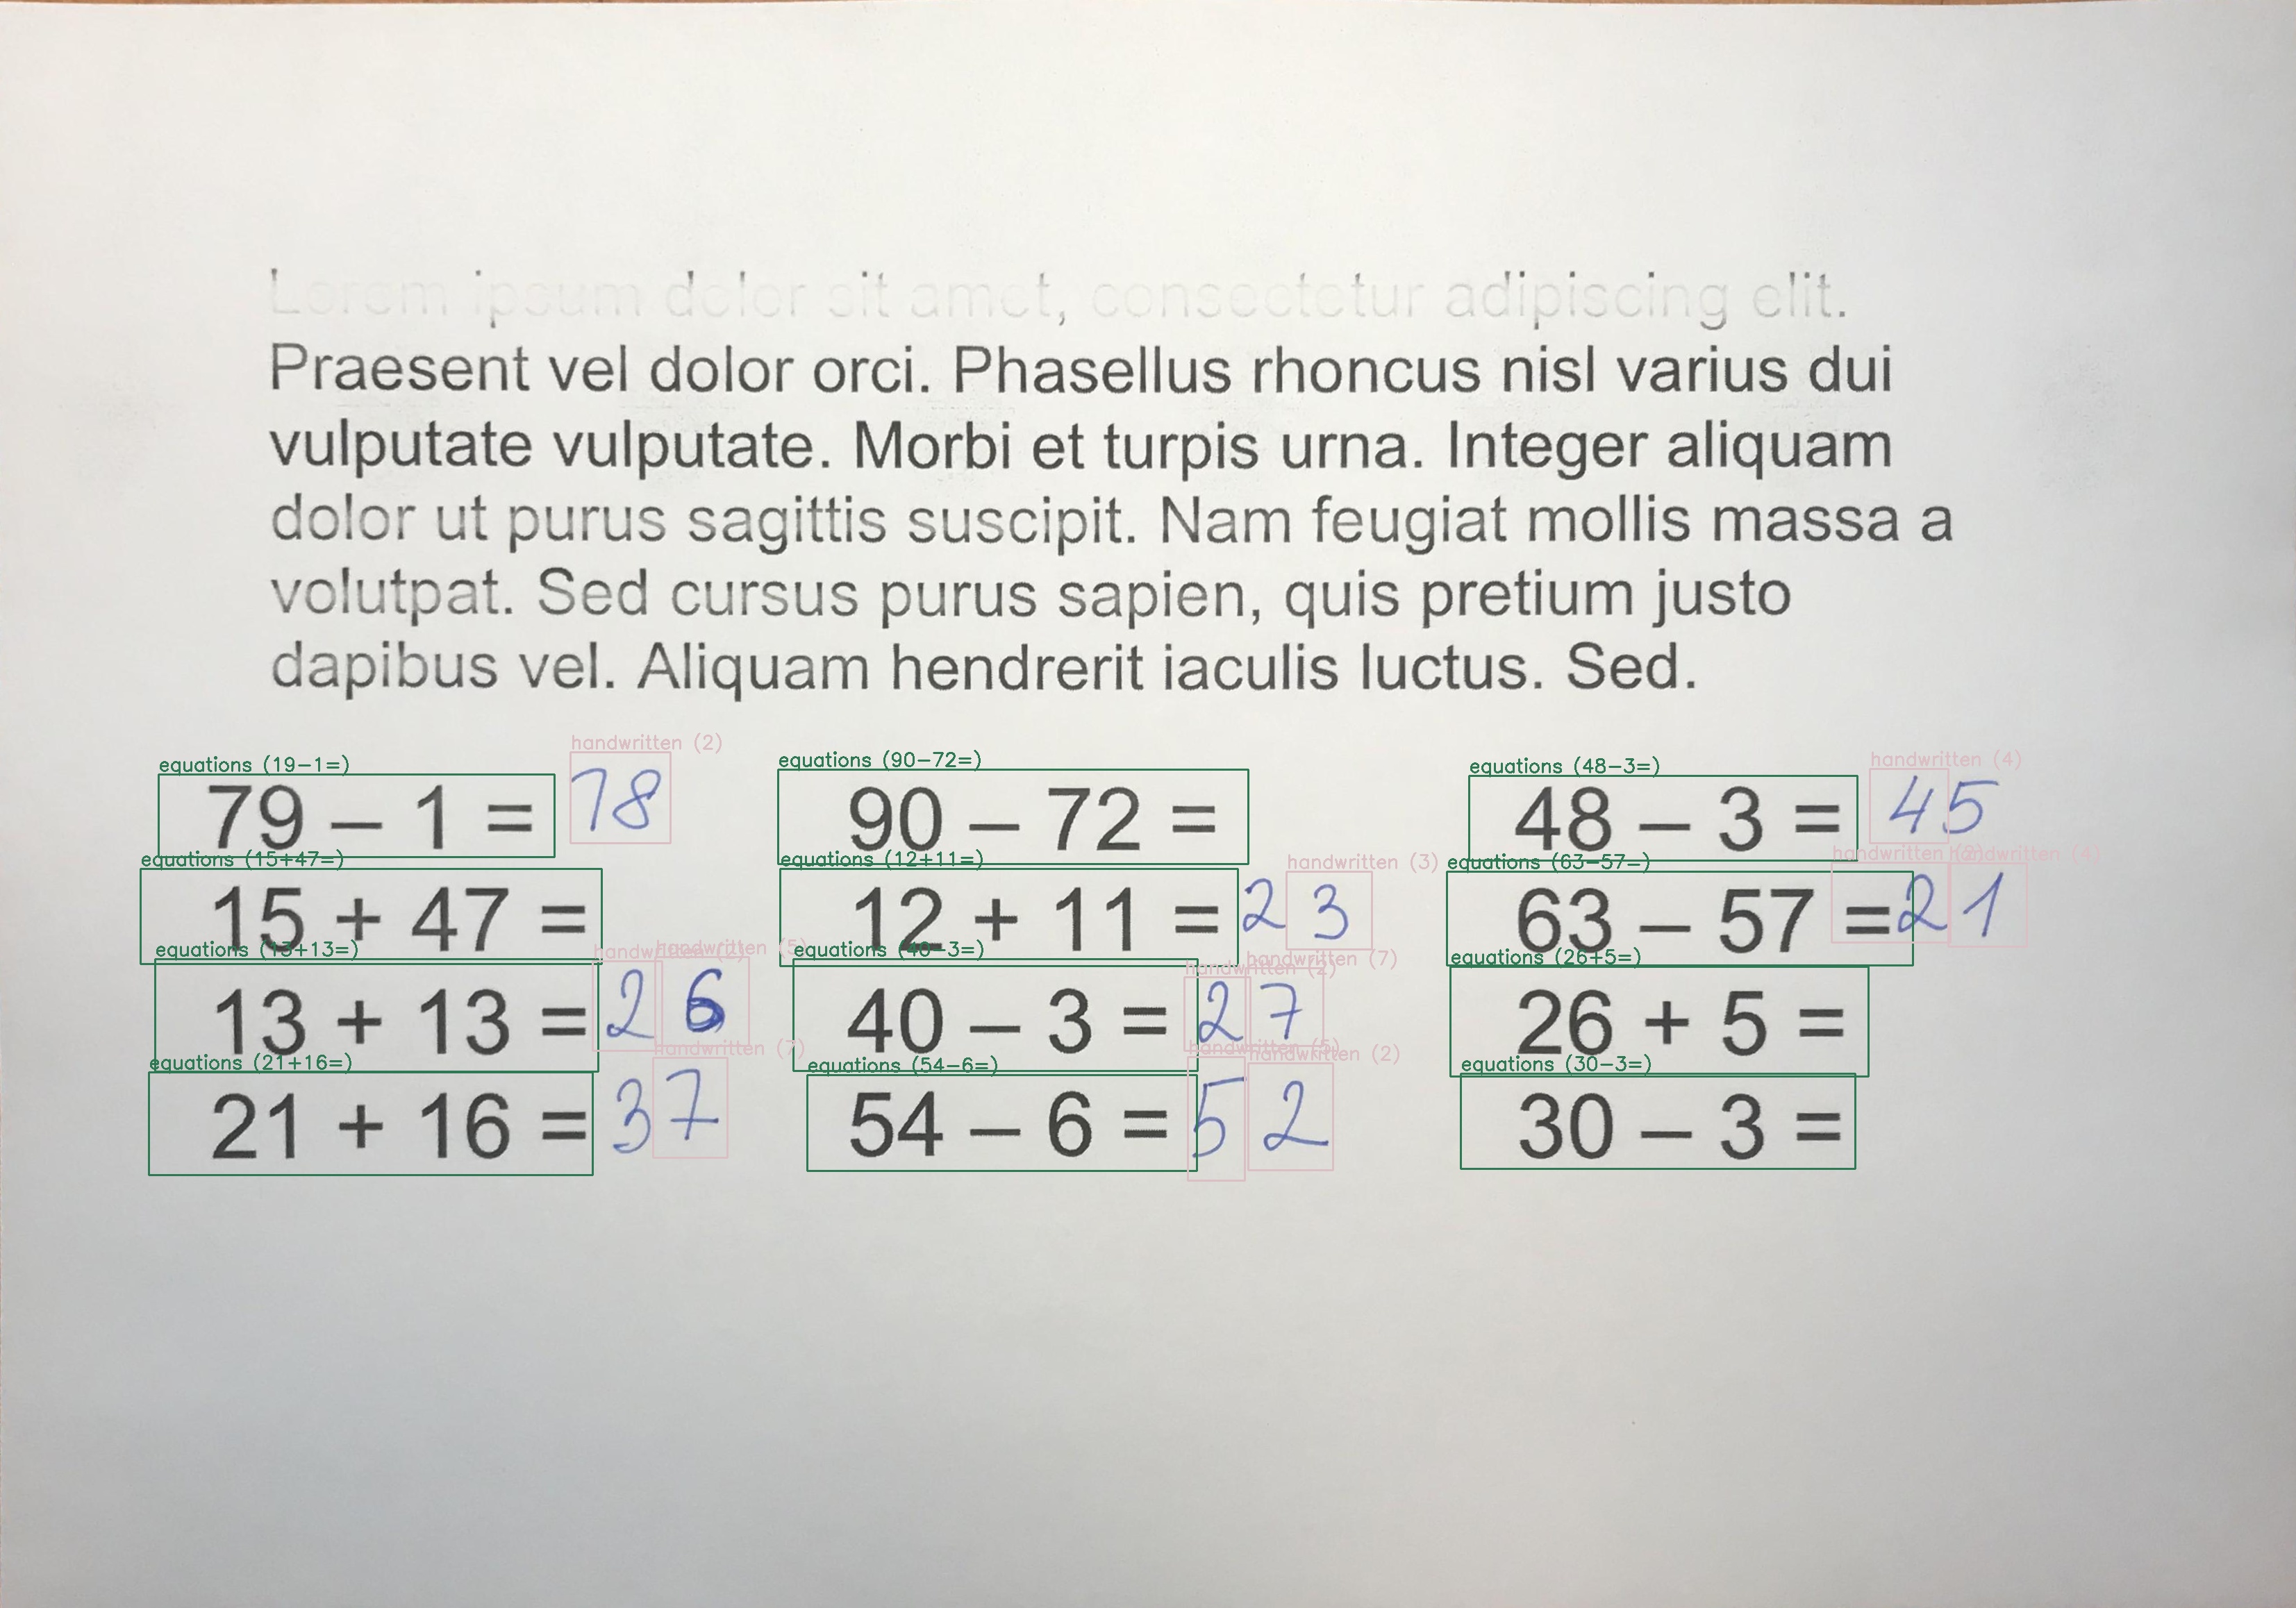 Lorem ipsum dolor sit amet, consectetur adipiscing elit.
Praesent vel dolor orci. Phasellus rhoncus nisl varius dui
vulputate vulputate. Morbi et turpis urna. Integer aliquam
dolor ut purus sagittis suscipit. Nam feugiat mollis massa a
volutpat. Sed cursus purus sapien, quis pretium justo
dapibus vel. Aliquam hendrerit iaculis luctus. Sed.
handwritten (2)
equations (19-1=) equations (90-72=) equations (48-3=) handwritten (4)
79 – 1 = 78 90 – 72 = 48 – 3 = 45
equations (15+47=) equations (12+11=) handwritten (3) equations (63-57-) handwritten (2) handwritten (4)
15 + 47 = 12 + 11 = 23 63 – 57 = 21
equations (13+13=) handwritten (2) handwritten (5) equations (40-3=) handwritten (2) handwritten (7) equations (26+5=)
13 + 13 = 26 40 – 3 = 27 26 + 5 =
equations (21+16=) handwritten (7) equations (54-6=) handwritten (5) handwritten (2) equations (30-3=)
21 + 16 = 37 54 – 6 = 52 30 – 3 =